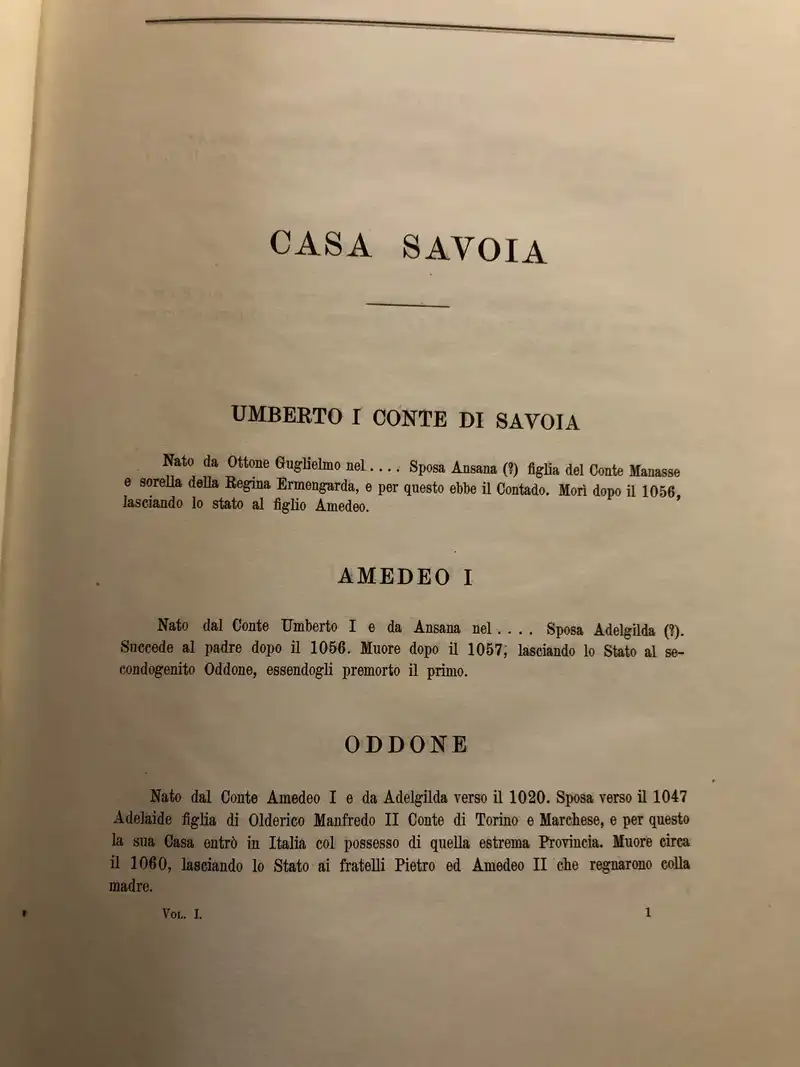 CASA SAVOIA
UMBERTO I CONTE DI SAVOIA
Nato da Ottone Guglielmo nel .... Sposa Ansana (?) figlia del Conte Manasse
e sorella della Regina Ermengarda, e per questo ebbe il Contado. Morì dopo il 1056,
lasciando lo stato al figlio Amedeo.
AMEDEO I
Nato dal Conte Umberto I e da Ansana nel .... Sposa Adelgilda (?).
Succede al padre dopo il 1056. Muore dopo il 1057, lasciando lo Stato al se-
condogenito Oddone, essendogli premorto il primo.
ODDONE
Nato dal Conte Amedeo I e da Adelgilda verso il 1020. Sposa verso il 1047
Adelaide figlia di Olderico Manfredo II Conte di Torino e Marchese, e per questo
la sua Casa entrò in Italia col possesso di quella estrema Provincia. Muore circa
il 1060, lasciando lo Stato ai fratelli Pietro ed Amedeo II che regnarono colla
madre.
VOL. I. 1